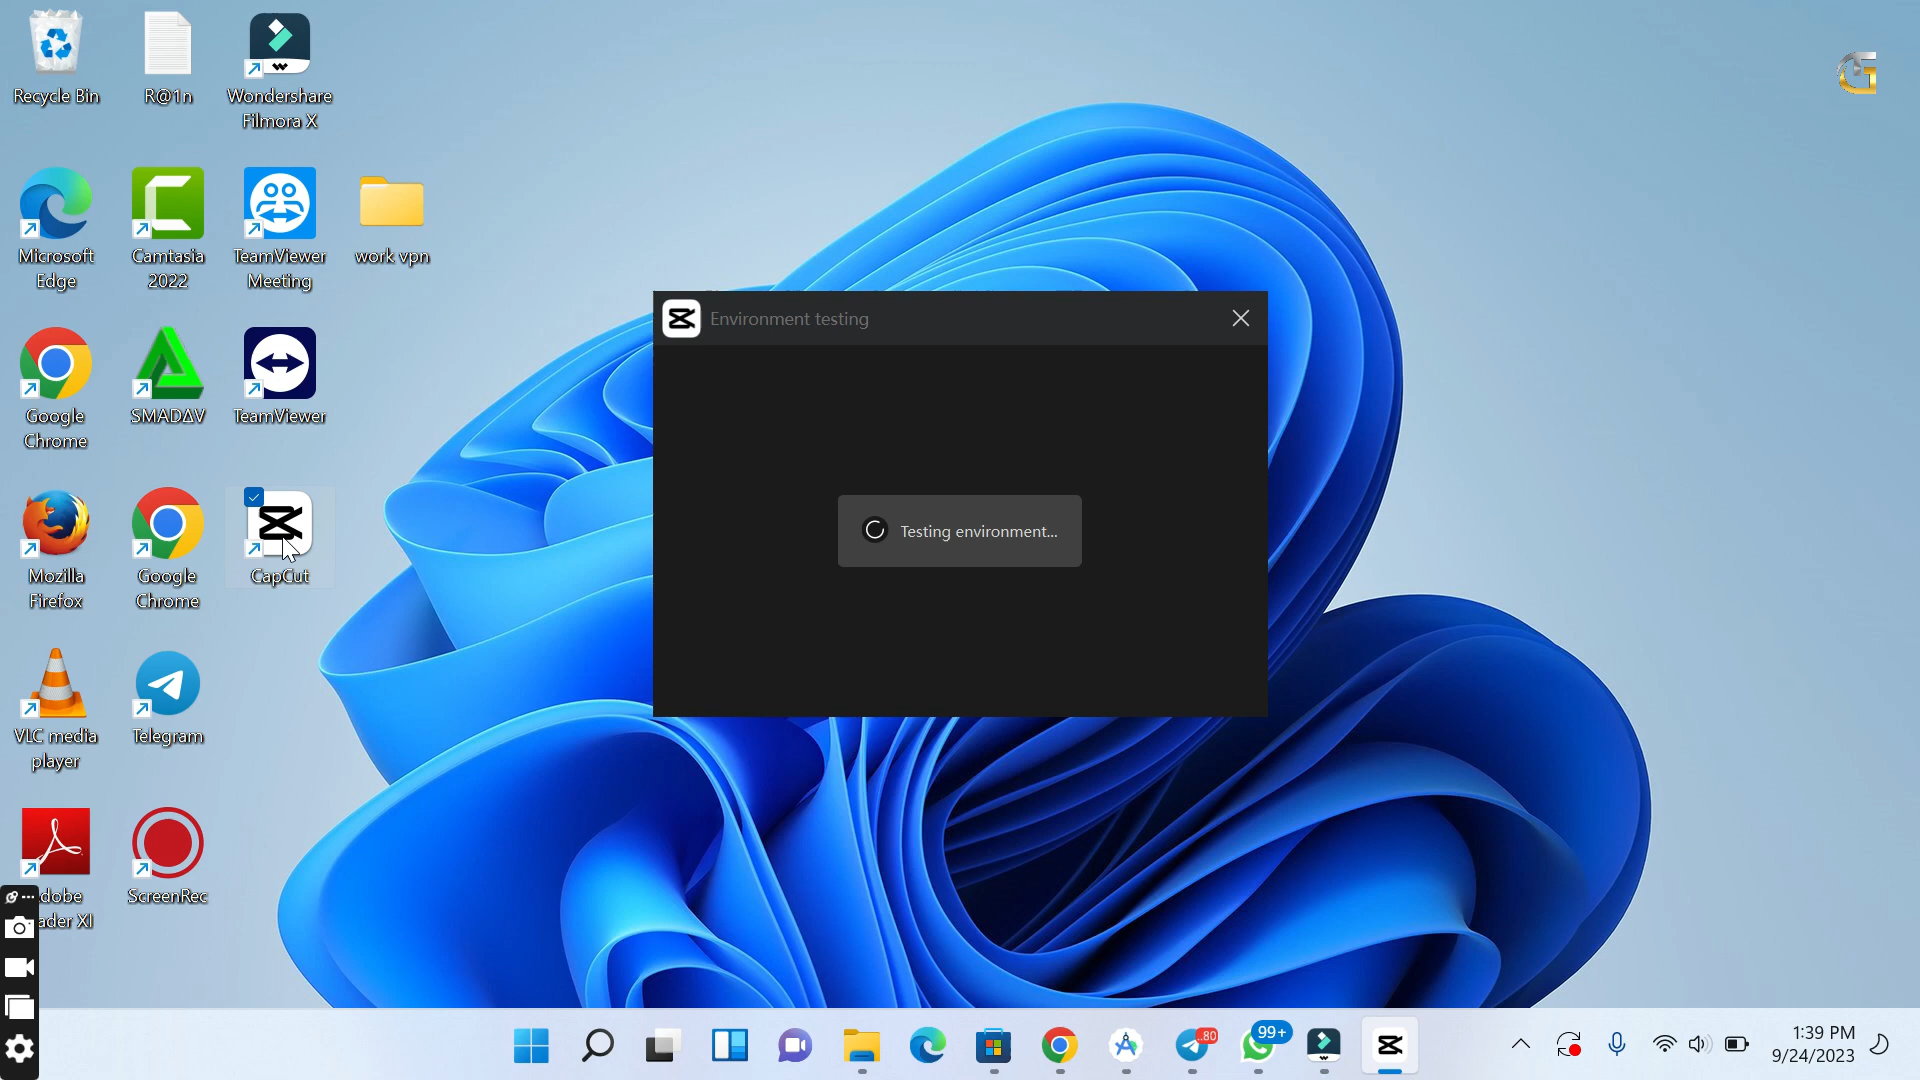 Recycle Bin
R@1n
Wondershare
Filmora X
Microsoft
Edge
Camtasia
2022
TeamViewer
Meeting
work vpn
Google
Chrome
SMADΔV
TeamViewer
Mozilla
Firefox
Google
Chrome
CapCut
VLC media
player
Telegram
dobe
ader XI
ScreenRec
Environment testing
Testing environment...
..80
99+
1:39 PM
9/24/2023